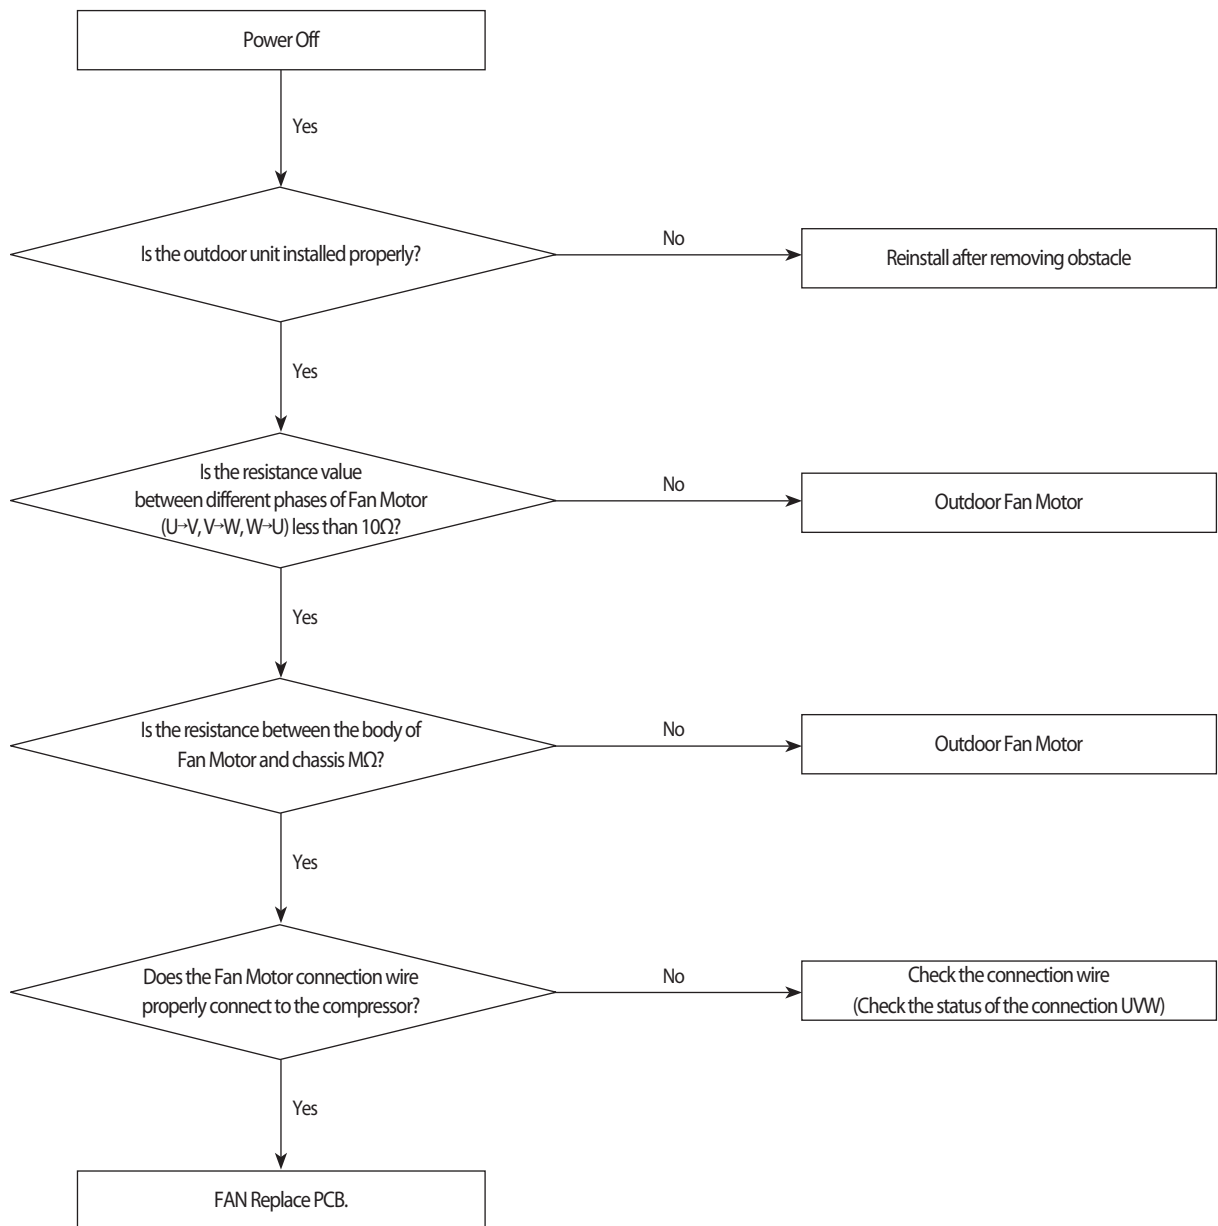 Power Off
Yes
Is the outdoor unit installed properly?
No
Reinstall after removing obstacle
Yes
Is the resistance value
between different phases of Fan Motor
(U→V, V→W, W→U) less than 10Ω?
No
Outdoor Fan Motor
Yes
Is the resistance between the body of
Fan Motor and chassis MΩ?
No
Outdoor Fan Motor
Yes
Does the Fan Motor connection wire
properly connect to the compressor?
No
Check the connection wire
(Check the status of the connection UVW)
Yes
FAN Replace PCB.